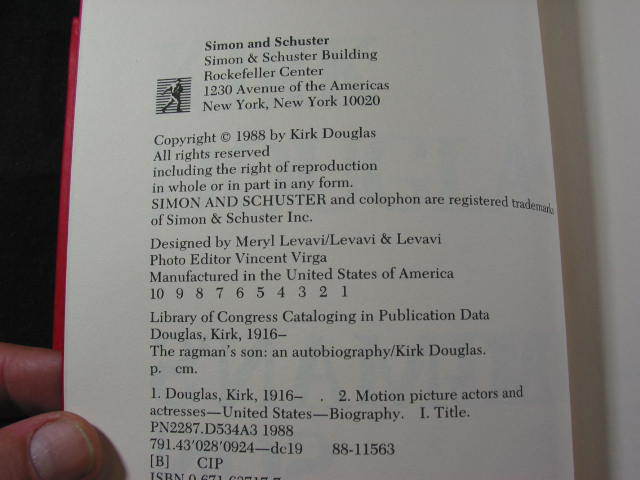 Simon and Schuster
Simon & Schuster Building
Rockefeller Center
1230 Avenue of the Americas
New York, New York 10020
Copyright © 1988 by Kirk Douglas
All rights reserved
including the right of reproduction
in whole or in part in any form.
SIMON AND SCHUSTER and colophon are registered trademarks
of Simon & Schuster Inc.
Designed by Meryl Levavi/Levavi & Levavi
Photo Editor Vincent Virga
Manufactured in the United States of America
10 9 8 7 6 5 4 3 2 1
Library of Congress Cataloging in Publication Data
Douglas, Kirk, 1916–
The ragman's son: an autobiography/Kirk Douglas.
p. cm.
1. Douglas, Kirk, 1916– . 2. Motion picture actors and
actresses—United States—Biography. I. Title.
PN2287.D534A3 1988
791.43'028'0924—dc19 88-11563
[B] CIP
ISBN 0-671-63717-7